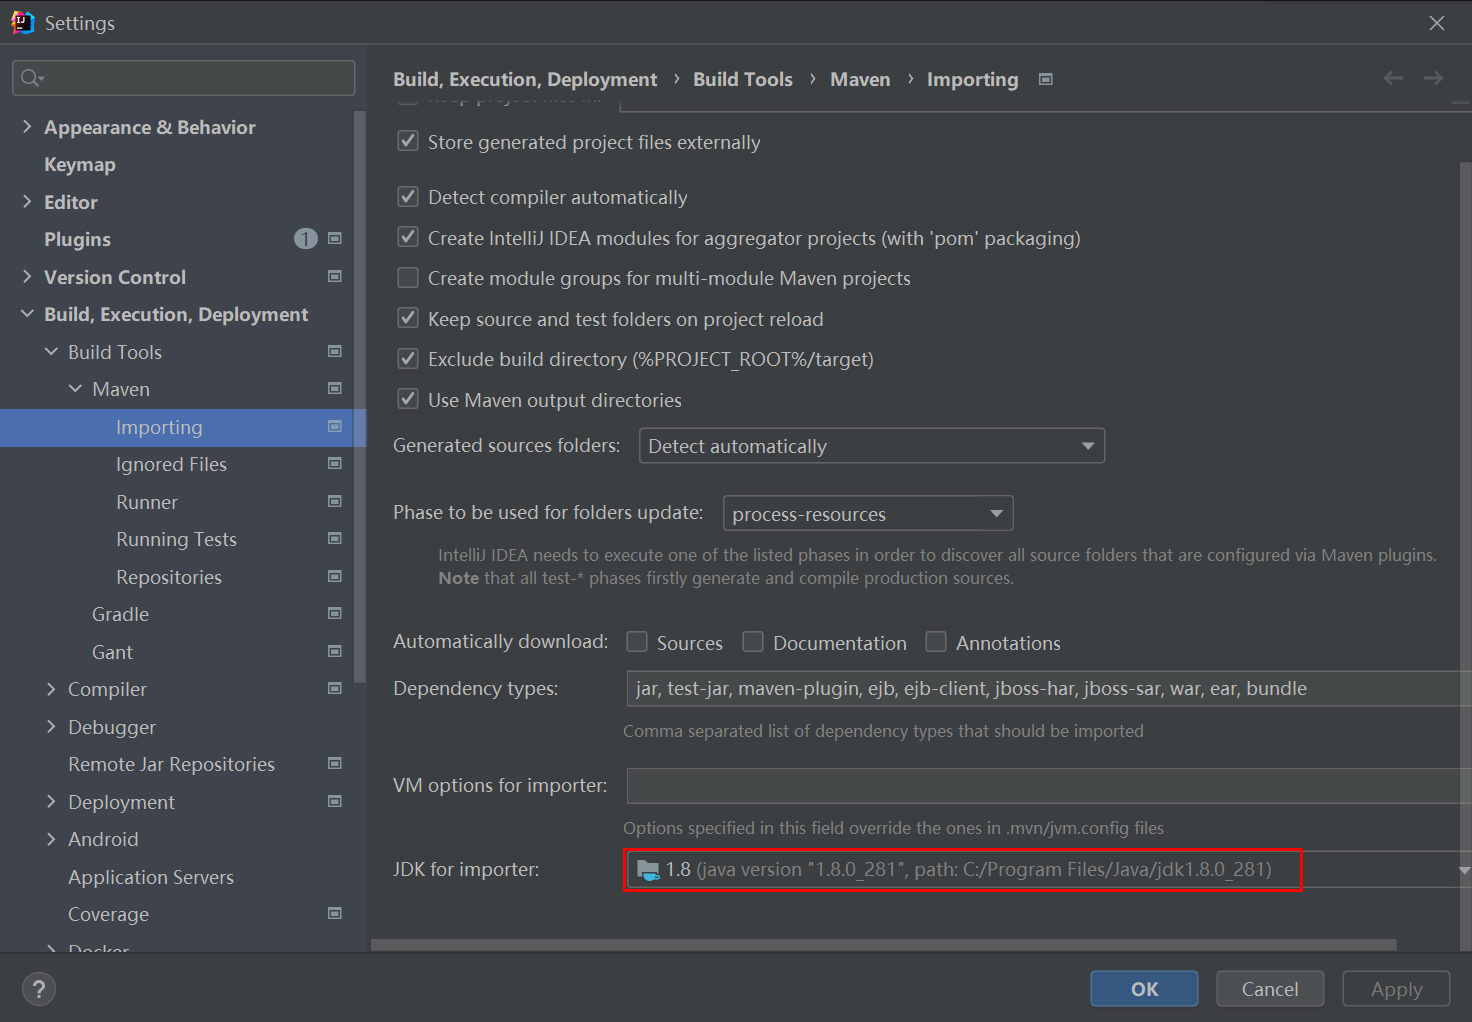 Settings
Build, Execution, Deployment › Build Tools › Maven › Importing
Appearance & Behavior
Keymap
Editor
Plugins 1
Version Control
Build, Execution, Deployment
Build Tools
Maven
Importing
Ignored Files
Runner
Running Tests
Repositories
Gradle
Gant
Compiler
Debugger
Remote Jar Repositories
Deployment
Android
Application Servers
Coverage
Docker
Keep project files in:
Store generated project files externally
Detect compiler automatically
Create IntelliJ IDEA modules for aggregator projects (with 'pom' packaging)
Create module groups for multi-module Maven projects
Keep source and test folders on project reload
Exclude build directory (%PROJECT_ROOT%/target)
Use Maven output directories
Generated sources folders: Detect automatically
Phase to be used for folders update: process-resources
IntelliJ IDEA needs to execute one of the listed phases in order to discover all source folders that are configured via Maven plugins.
Note that all test-* phases firstly generate and compile production sources.
Automatically download: Sources Documentation Annotations
Dependency types: jar, test-jar, maven-plugin, ejb, ejb-client, jboss-har, jboss-sar, war, ear, bundle
Comma separated list of dependency types that should be imported
VM options for importer:
Options specified in this field override the ones in .mvn/jvm.config files
JDK for importer: 1.8 (java version "1.8.0_281", path: C:/Program Files/Java/jdk1.8.0_281)
? OK Cancel Apply